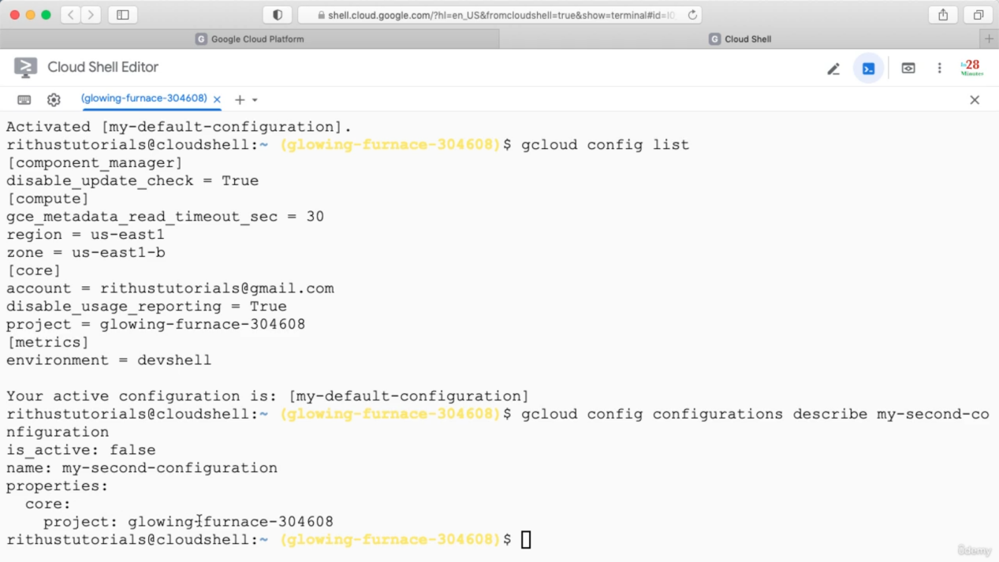 shell.cloud.google.com/?hl=en_US&fromcloudshell=true&show=terminal#id=I0
Google Cloud Platform
Cloud Shell
Cloud Shell Editor
In28
Minutes
(glowing-furnace-304608)
Activated [my-default-configuration].
rithustutorials@cloudshell:~ (glowing-furnace-304608)$ gcloud config list
[component_manager]
disable_update_check = True
[compute]
gce_metadata_read_timeout_sec = 30
region = us-east1
zone = us-east1-b
[core]
account = rithustutorials@gmail.com
disable_usage_reporting = True
project = glowing-furnace-304608
[metrics]
environment = devshell
Your active configuration is: [my-default-configuration]
rithustutorials@cloudshell:~ (glowing-furnace-304608)$ gcloud config configurations describe my-second-co
nfiguration
is_active: false
name: my-second-configuration
properties:
core:
project: glowing-furnace-304608
rithustutorials@cloudshell:~ (glowing-furnace-304608)$
ûdemy